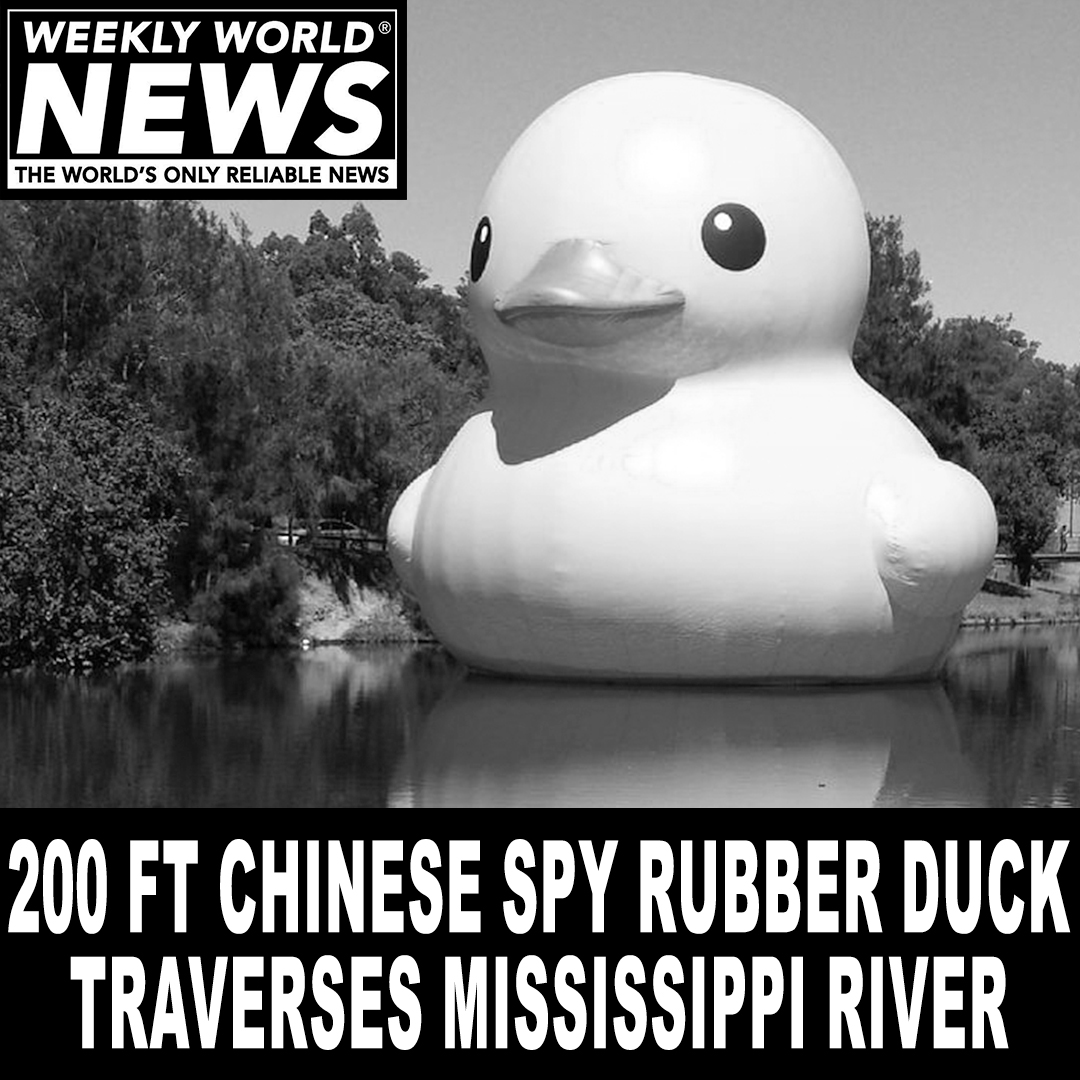 WEEKLY WORLD®
NEWS
THE WORLD'S ONLY RELIABLE NEWS
200 FT CHINESE SPY RUBBER DUCK
TRAVERSES MISSISSIPPI RIVER